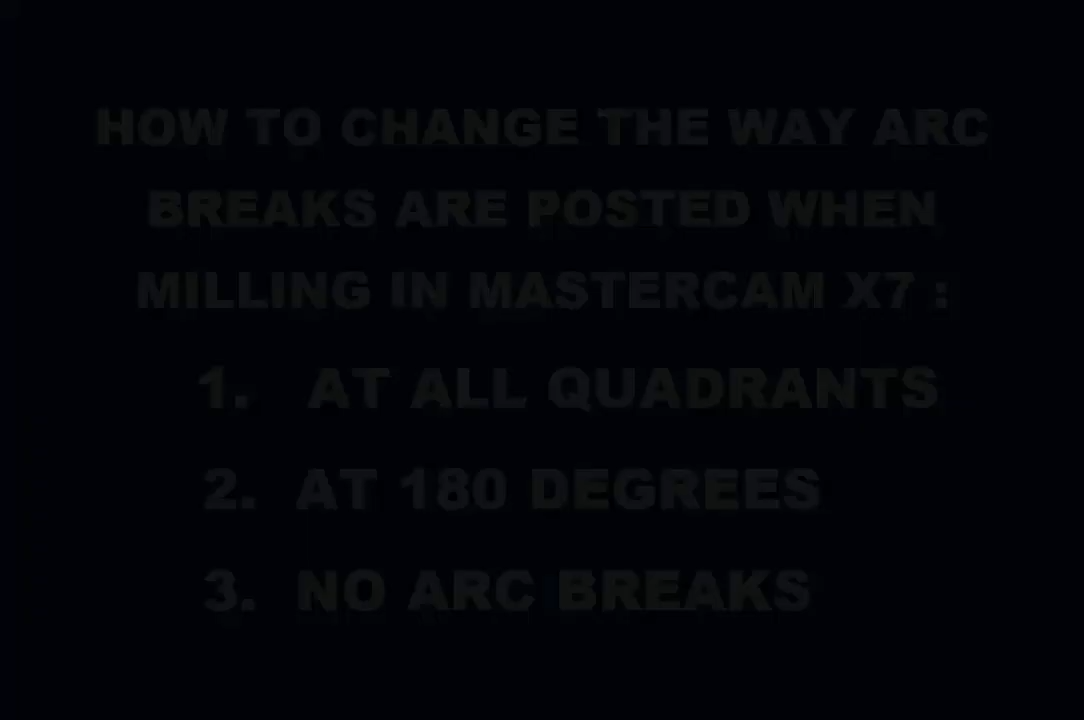 HOW TO CHANGE THE WAY ARC
BREAKS ARE POSTED WHEN
MILLING IN MASTERCAM X7 :
1. AT ALL QUADRANTS
2. AT 180 DEGREES
3. NO ARC BREAKS